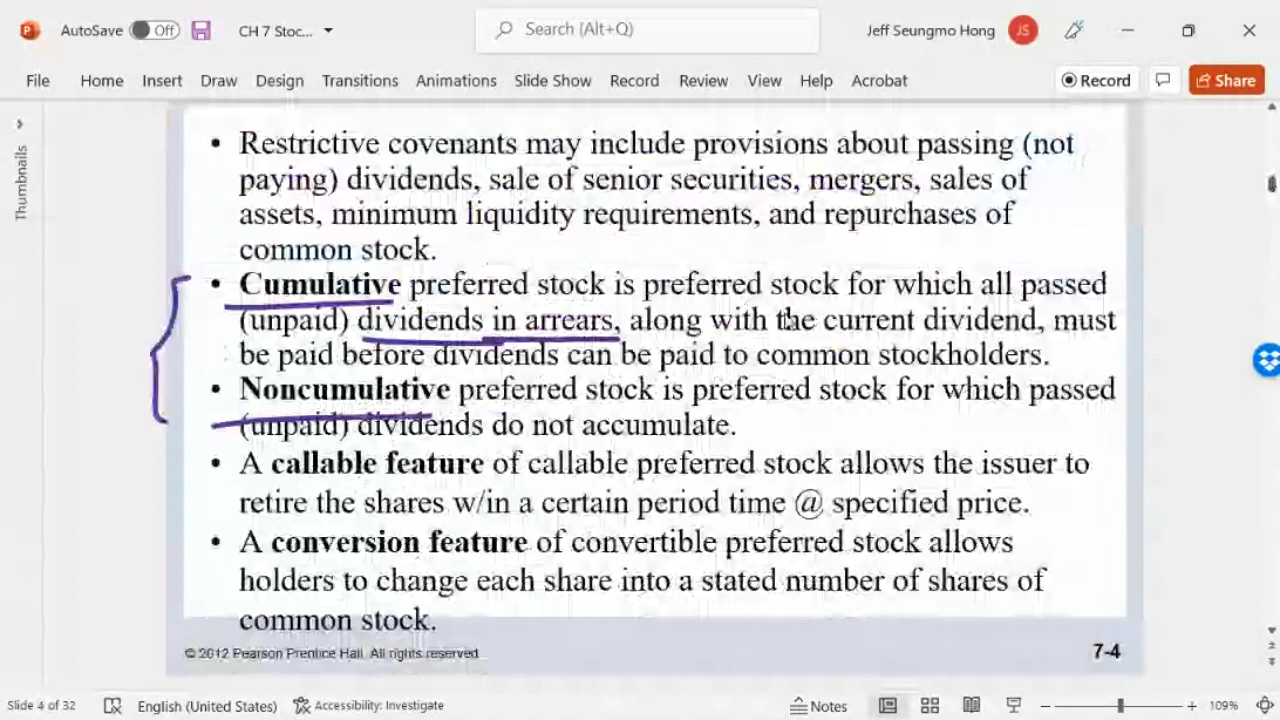 AutoSave Off CH 7 Stoc... Search (Alt+Q) Jeff Seungmo Hong JS
File Home Insert Draw Design Transitions Animations Slide Show Record Review View Help Acrobat Record Share
Thumbnails
• Restrictive covenants may include provisions about passing (not
paying) dividends, sale of senior securities, mergers, sales of
assets, minimum liquidity requirements, and repurchases of
common stock.
• Cumulative preferred stock is preferred stock for which all passed
(unpaid) dividends in arrears, along with the current dividend, must
be paid before dividends can be paid to common stockholders.
• Noncumulative preferred stock is preferred stock for which passed
(unpaid) dividends do not accumulate.
• A callable feature of callable preferred stock allows the issuer to
retire the shares w/in a certain period time @ specified price.
• A conversion feature of convertible preferred stock allows
holders to change each share into a stated number of shares of
common stock.
© 2012 Pearson Prentice Hall. All rights reserved 7-4
Slide 4 of 32 English (United States) Accessibility: Investigate Notes 109%